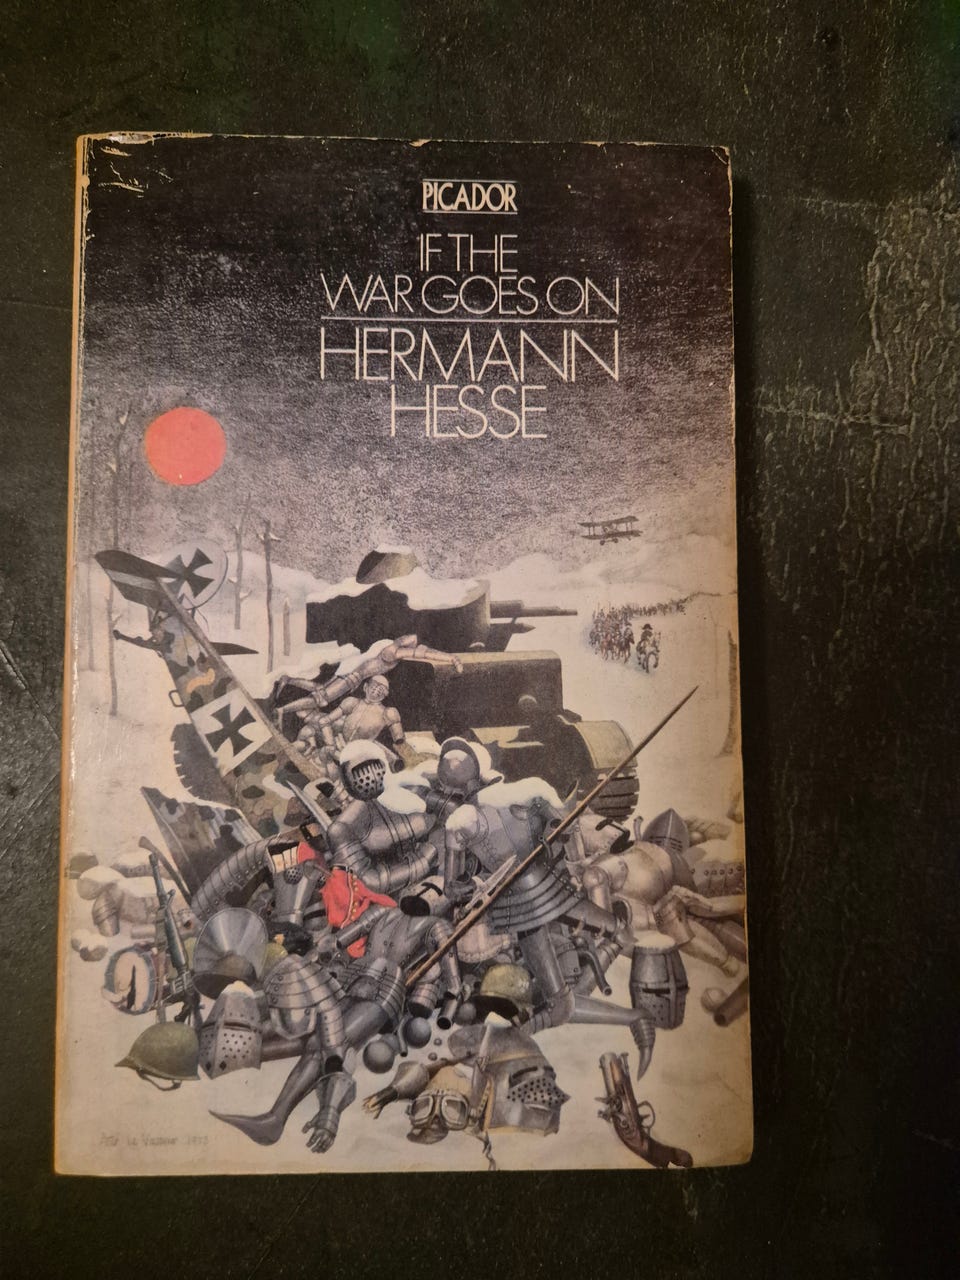 PICADOR
IF THE
WAR GOES ON
HERMANN
HESSE